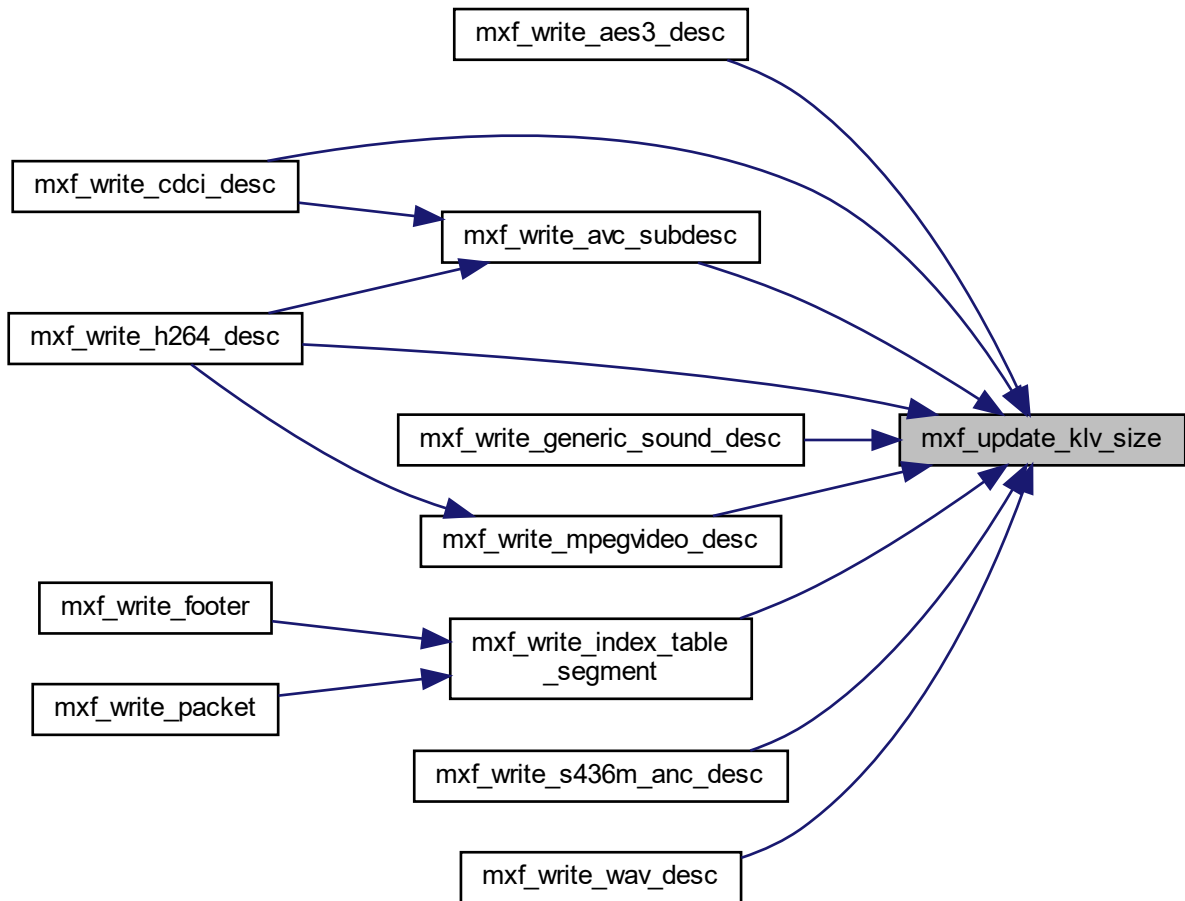 mxf_write_aes3_desc
mxf_write_cdci_desc
mxf_write_avc_subdesc
mxf_write_h264_desc
mxf_write_generic_sound_desc
mxf_update_klv_size
mxf_write_mpegvideo_desc
mxf_write_footer
mxf_write_index_table
_segment
mxf_write_packet
mxf_write_s436m_anc_desc
mxf_write_wav_desc